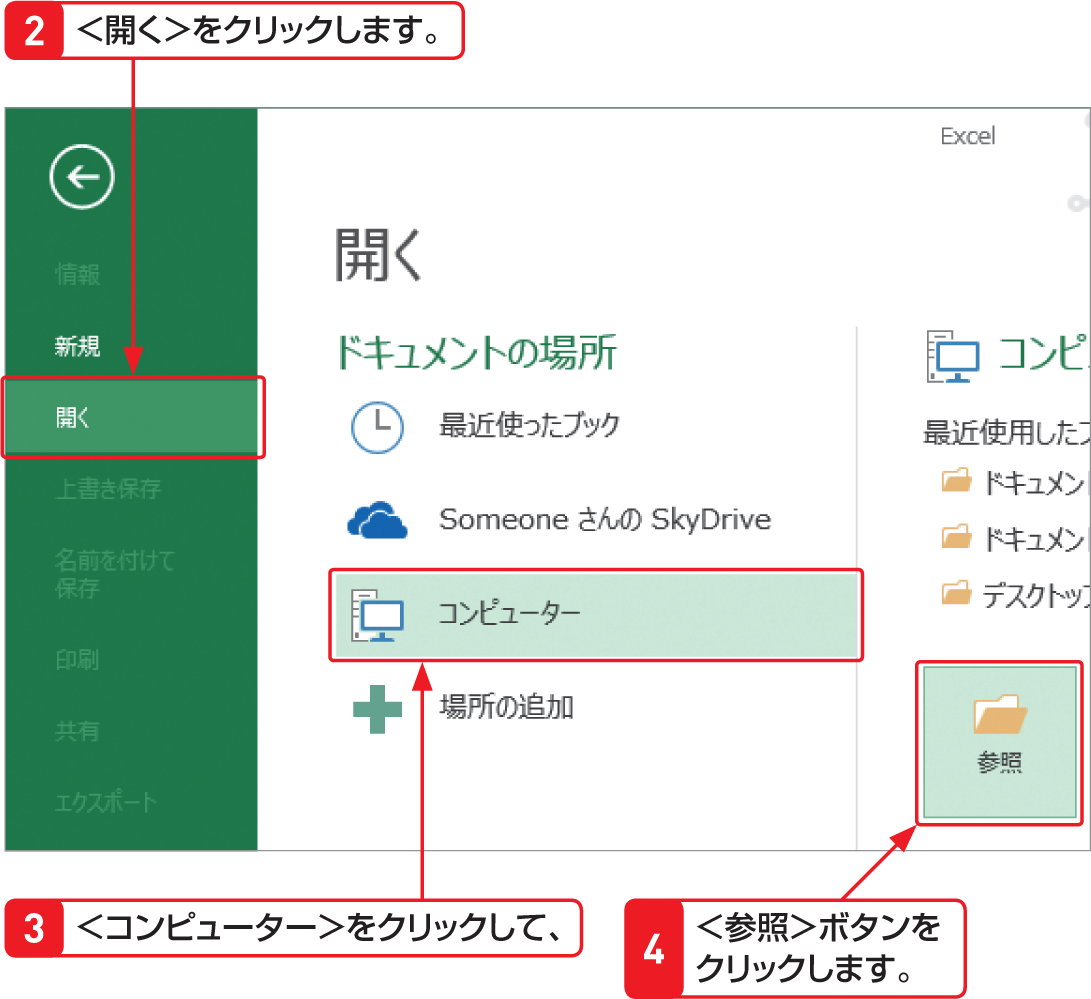 2 <開く>をクリックします。
Excel
開く
情報
新規
開く
上書き保存
名前を付けて
保存
印刷
共有
エクスポート
ドキュメントの場所
最近使ったブック
Someone さんの SkyDrive
コンピューター
場所の追加
コンピ
最近使用したフ
ドキュメン
ドキュメン
デスクトップ
参照
3 <コンピューター>をクリックして、
4 <参照>ボタンを
クリックします。